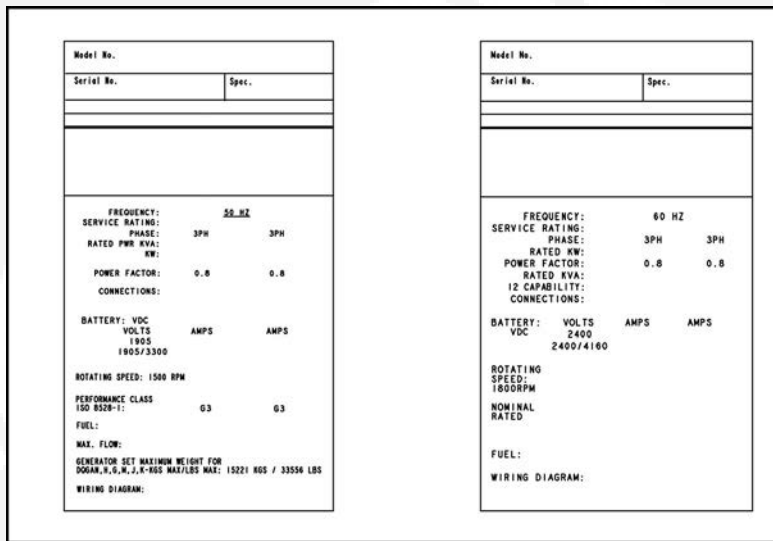 Model No.
Serial No. Spec.
FREQUENCY: 50 HZ
SERVICE RATING:
PHASE: 3PH 3PH
RATED PWR KVA:
KW:
POWER FACTOR: 0.8 0.8
CONNECTIONS:
BATTERY: VDC
VOLTS AMPS AMPS
1905
1905/3300
ROTATING SPEED: 1500 RPM
PERFORMANCE CLASS
ISO 8528-1: G3 G3
FUEL:
MAX. FLOW:
GENERATOR SET MAXIMUM WEIGHT FOR
MAX/LBS MAX: 15221 KGS / 33556 LBS
WIRING DIAGRAM:
Model No.
Serial No. Spec.
FREQUENCY: 60 HZ
SERVICE RATING:
PHASE: 3PH 3PH
RATED KW:
POWER FACTOR: 0.8 0.8
RATED KVA:
I2 CAPABILITY:
CONNECTIONS:
BATTERY: VOLTS AMPS AMPS
VDC 2400
2400/4160
ROTATING
SPEED:
1800RPM
NOMINAL
RATED
FUEL:
WIRING DIAGRAM: